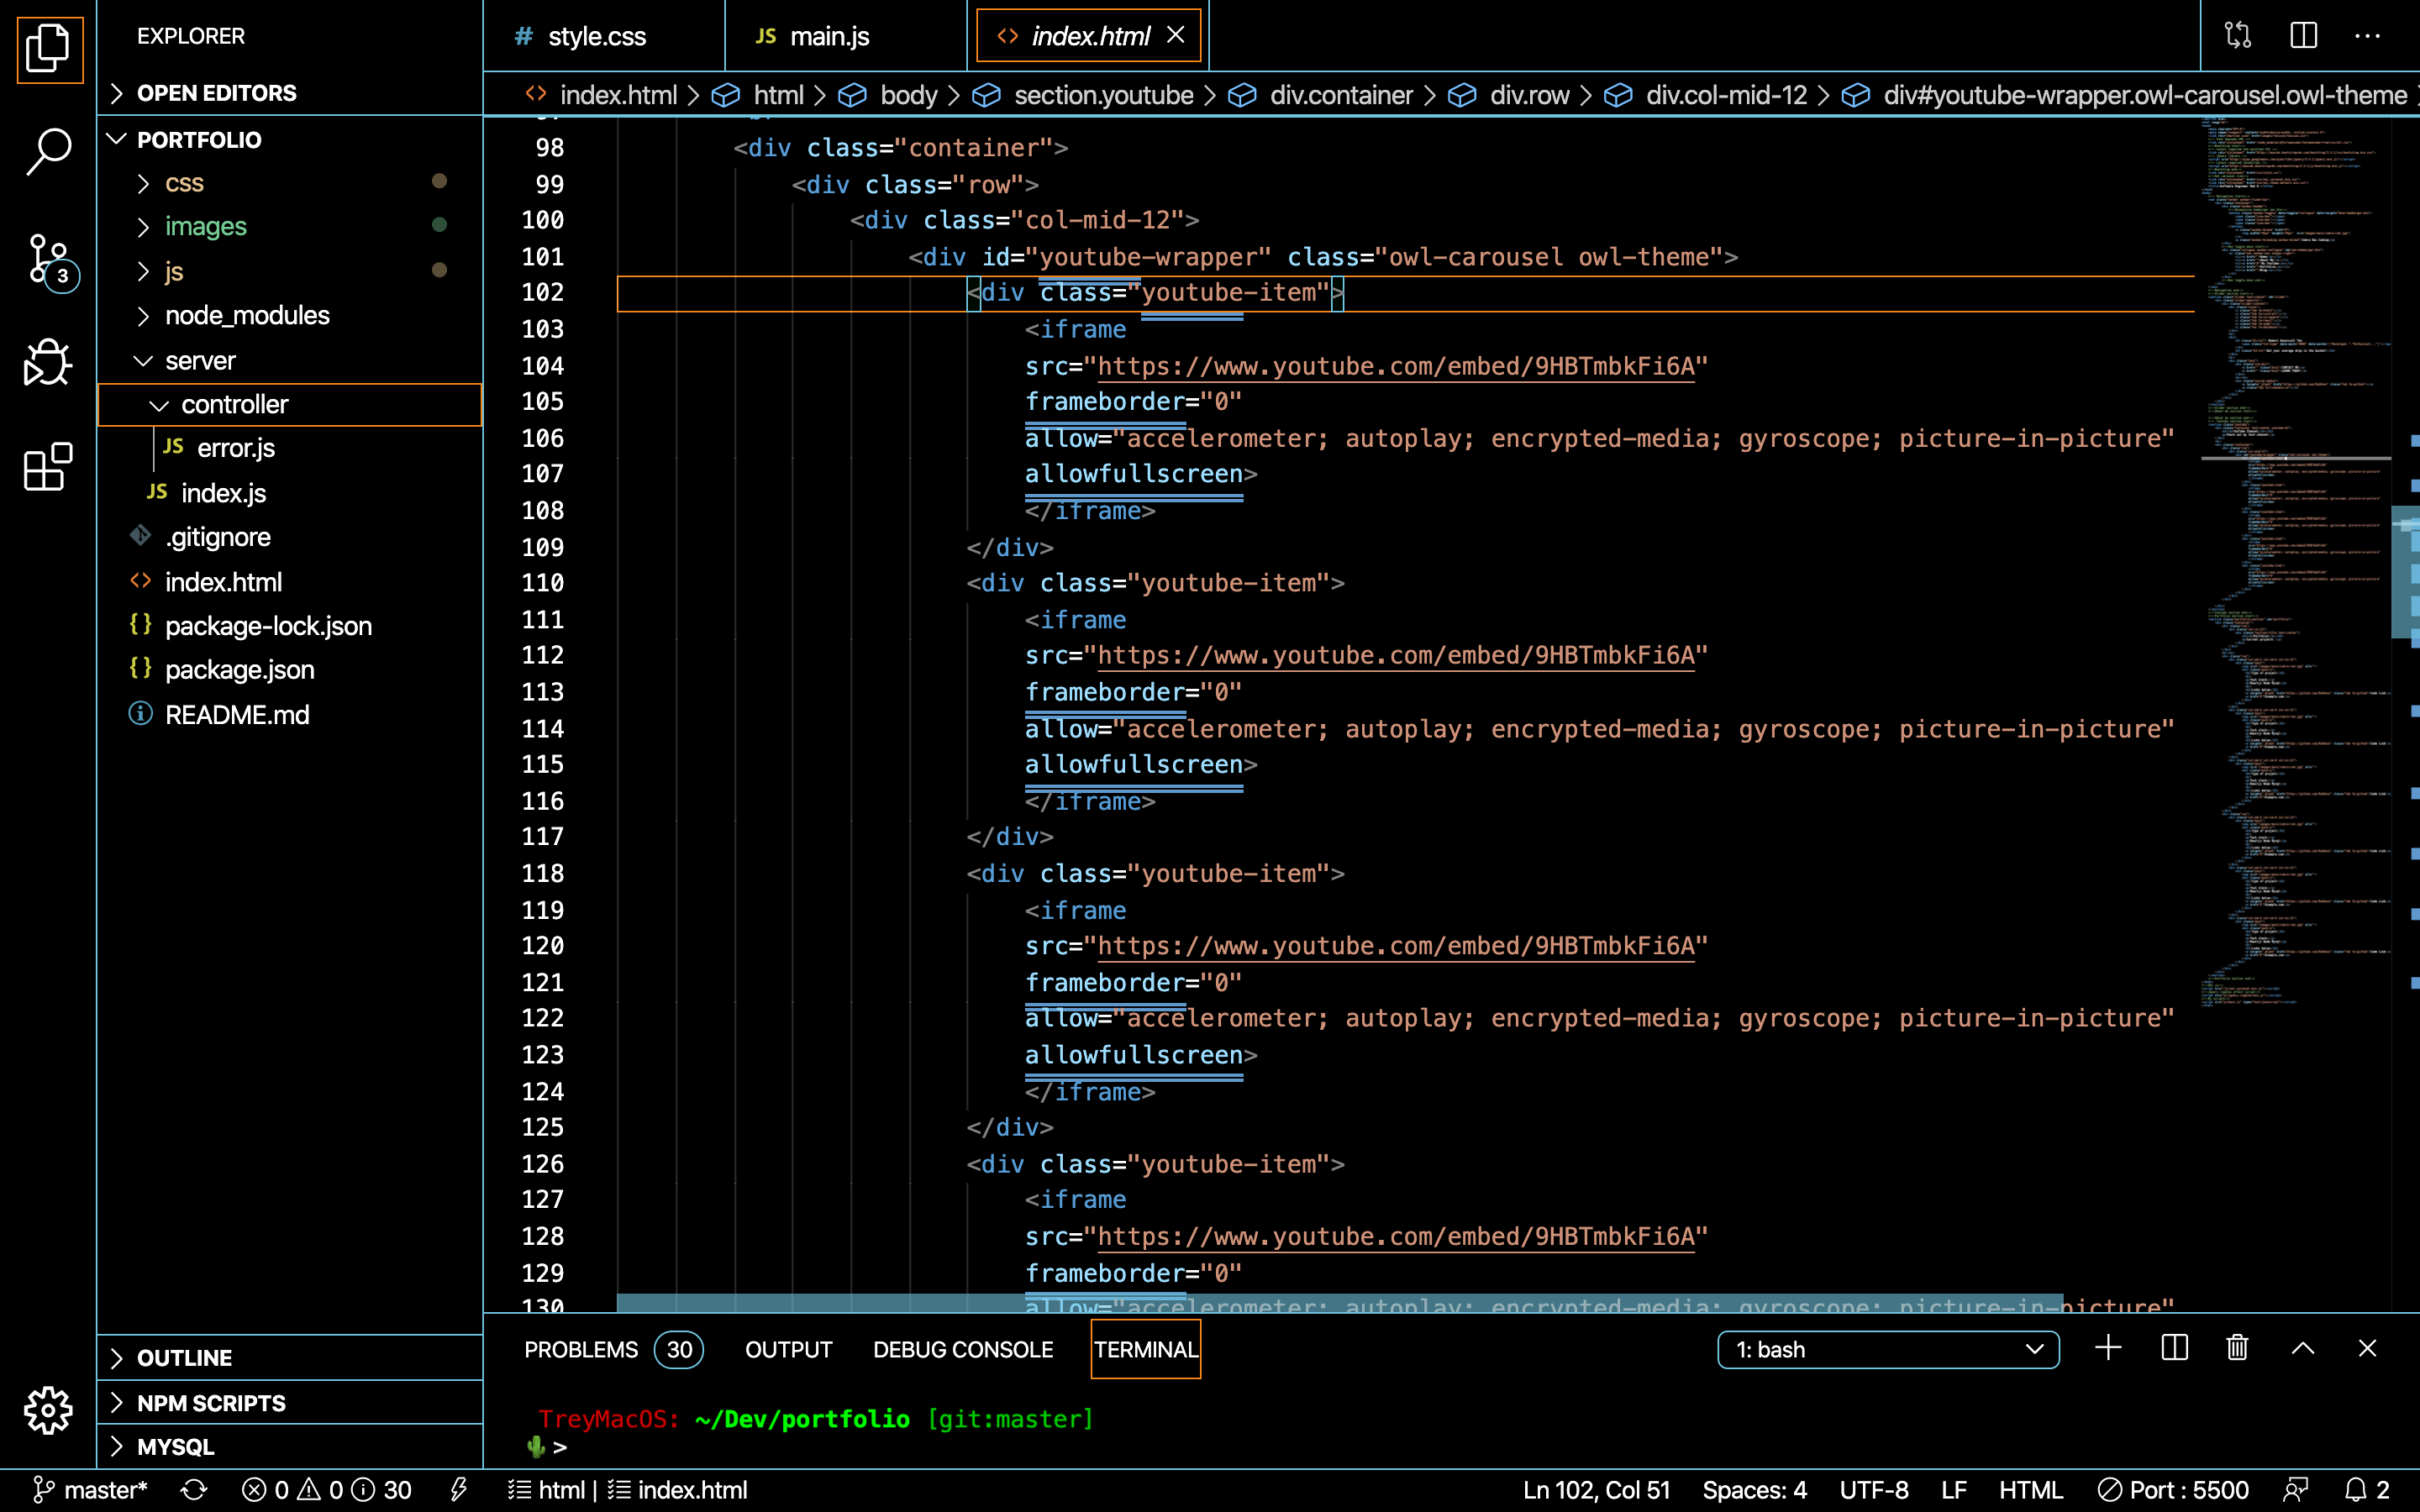 EXPLORER
OPEN EDITORS
PORTFOLIO
css
images
js
node_modules
server
controller
JS error.js
JS index.js
.gitignore
<> index.html
{} package-lock.json
{} package.json
README.md
OUTLINE
NPM SCRIPTS
MYSQL
3
# style.css
JS main.js
<> index.html
<> index.html > html > body > section.youtube > div.container > div.row > div.col-mid-12 > div#youtube-wrapper.owl-carousel.owl-theme
98 <div class="container">
99 <div class="row">
100 <div class="col-mid-12">
101 <div id="youtube-wrapper" class="owl-carousel owl-theme">
102 <div class="youtube-item">
103 <iframe
104 src="https://www.youtube.com/embed/9HBTmbkFi6A"
105 frameborder="0"
106 allow="accelerometer; autoplay; encrypted-media; gyroscope; picture-in-picture"
107 allowfullscreen>
108 </iframe>
109 </div>
110 <div class="youtube-item">
111 <iframe
112 src="https://www.youtube.com/embed/9HBTmbkFi6A"
113 frameborder="0"
114 allow="accelerometer; autoplay; encrypted-media; gyroscope; picture-in-picture"
115 allowfullscreen>
116 </iframe>
117 </div>
118 <div class="youtube-item">
119 <iframe
120 src="https://www.youtube.com/embed/9HBTmbkFi6A"
121 frameborder="0"
122 allow="accelerometer; autoplay; encrypted-media; gyroscope; picture-in-picture"
123 allowfullscreen>
124 </iframe>
125 </div>
126 <div class="youtube-item">
127 <iframe
128 src="https://www.youtube.com/embed/9HBTmbkFi6A"
129 frameborder="0"
130 allow="accelerometer; autoplay; encrypted-media; gyroscope; picture-in-picture"
PROBLEMS 30 OUTPUT DEBUG CONSOLE TERMINAL 1: bash
TreyMacOS: ~/Dev/portfolio [git:master]
>
master* 0 0 30 html | index.html Ln 102, Col 51 Spaces: 4 UTF-8 LF HTML Port : 5500 2